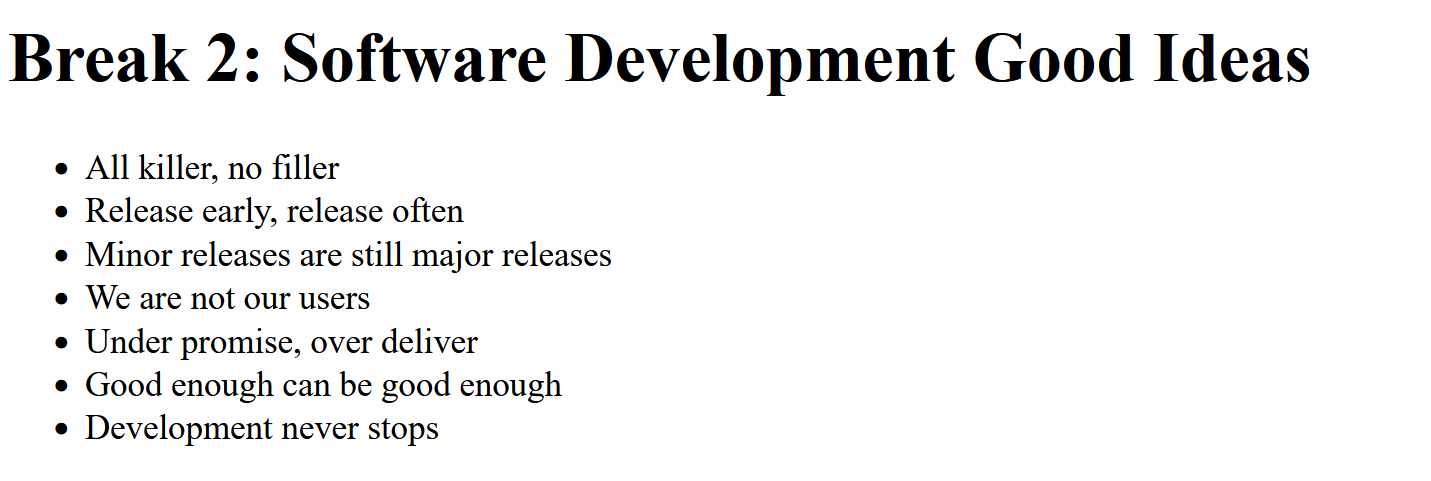 Break 2: Software Development Good Ideas
• All killer, no filler
• Release early, release often
• Minor releases are still major releases
• We are not our users
• Under promise, over deliver
• Good enough can be good enough
• Development never stops